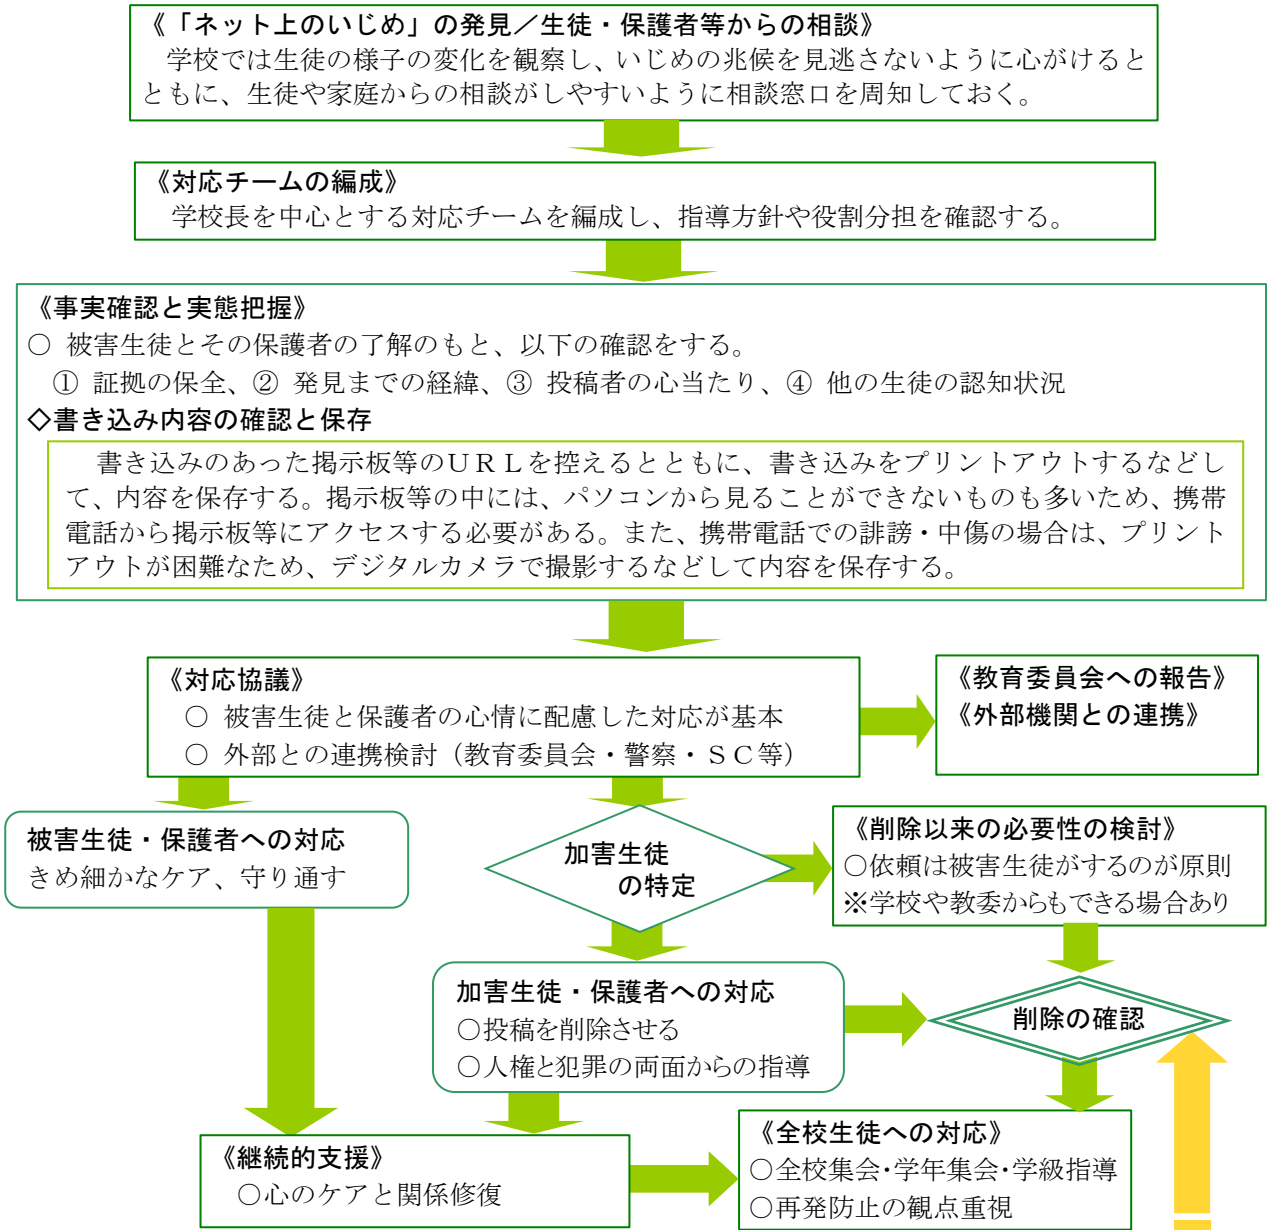 《「ネット上のいじめ」の発見／生徒・保護者等からの相談》
学校では生徒の様子の変化を観察し、いじめの兆候を見逃さないように心がけると
ともに、生徒や家庭からの相談がしやすいように相談窓口を周知しておく。
《対応チームの編成》
学校長を中心とする対応チームを編成し、指導方針や役割分担を確認する。
《事実確認と実態把握》
○ 被害生徒とその保護者の了解のもと、以下の確認をする。
① 証拠の保全、② 発見までの経緯、③ 投稿者の心当たり、④ 他の生徒の認知状況
◇書き込み内容の確認と保存
書き込みのあった掲示板等のＵＲＬを控えるとともに、書き込みをプリントアウトするなどし
て、内容を保存する。掲示板等の中には、パソコンから見ることができないものも多いため、携帯
電話から掲示板等にアクセスする必要がある。また、携帯電話での誹謗・中傷の場合は、プリント
アウトが困難なため、デジタルカメラで撮影するなどして内容を保存する。
《対応協議》
○ 被害生徒と保護者の心情に配慮した対応が基本
○ 外部との連携検討（教育委員会・警察・ＳＣ等）
《教育委員会への報告》
《外部機関との連携》
被害生徒・保護者への対応
きめ細かなケア、守り通す
加害生徒
の特定
《削除以来の必要性の検討》
○依頼は被害生徒がするのが原則
※学校や教委からもできる場合あり
加害生徒・保護者への対応
○投稿を削除させる
○人権と犯罪の両面からの指導
削除の確認
《継続的支援》
○心のケアと関係修復
《全校生徒への対応》
○全校集会・学年集会・学級指導
○再発防止の観点重視